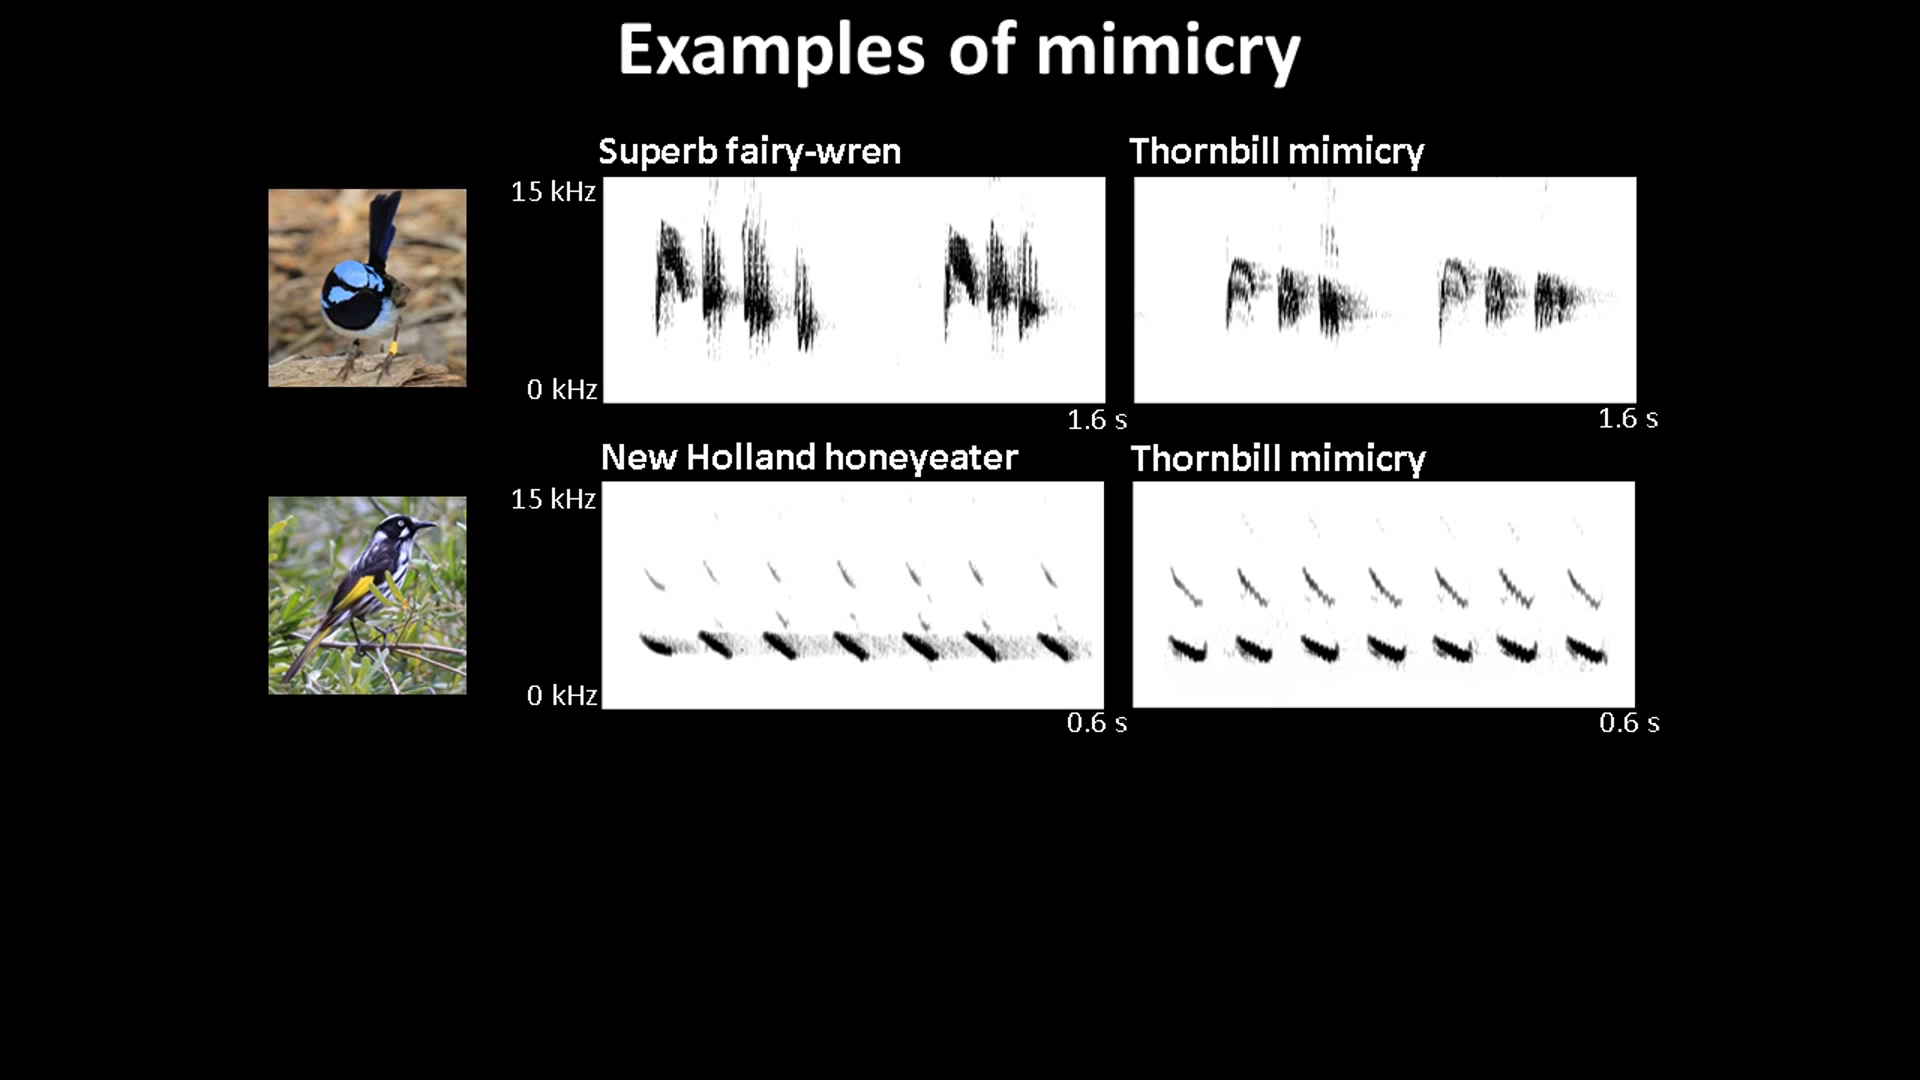 Examples of mimicry
Superb fairy-wren
Thornbill mimicry
15 kHz
0 kHz
1.6 s
1.6 s
New Holland honeyeater
Thornbill mimicry
15 kHz
0 kHz
0.6 s
0.6 s